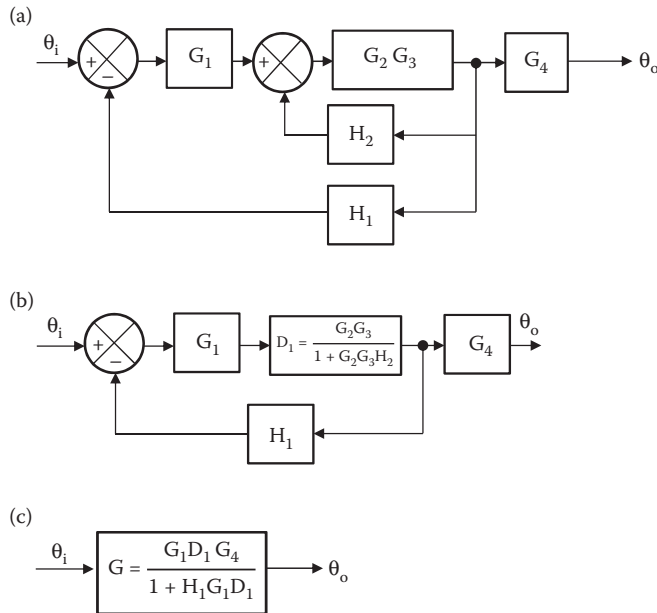 (a)
θi
+
−
G1
+
G2 G3
G4
θo
H2
H1
(b)
θi
+
−
G1
D1 = G2G3 / 1 + G2G3H2
G4
θo
H1
(c)
θi
G = G1D1 G4 / 1 + H1G1D1
θo